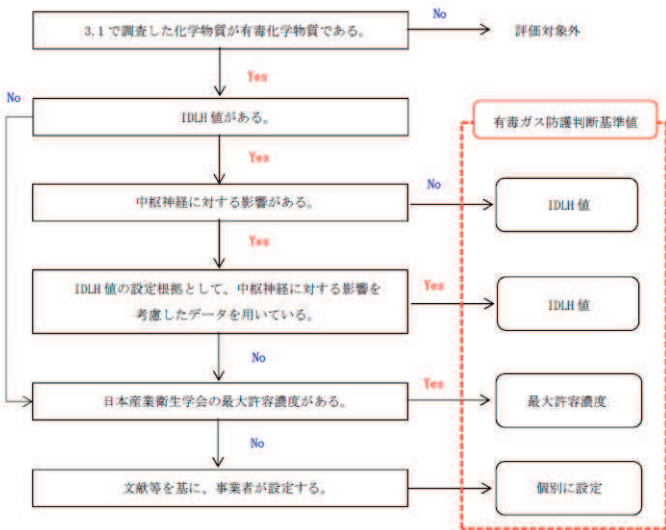 3.1で調査した化学物質が有毒化学物質である。
No
評価対象外
Yes
No
IDLH値がある。
有毒ガス防護判断基準値
Yes
中枢神経に対する影響がある。
No
IDLH値
Yes
IDLH値の設定根拠として、中枢神経に対する影響を
考慮したデータを用いている。
Yes
IDLH値
No
日本産業衛生学会の最大許容濃度がある。
Yes
最大許容濃度
No
文献等を基に、事業者が設定する。
個別に設定